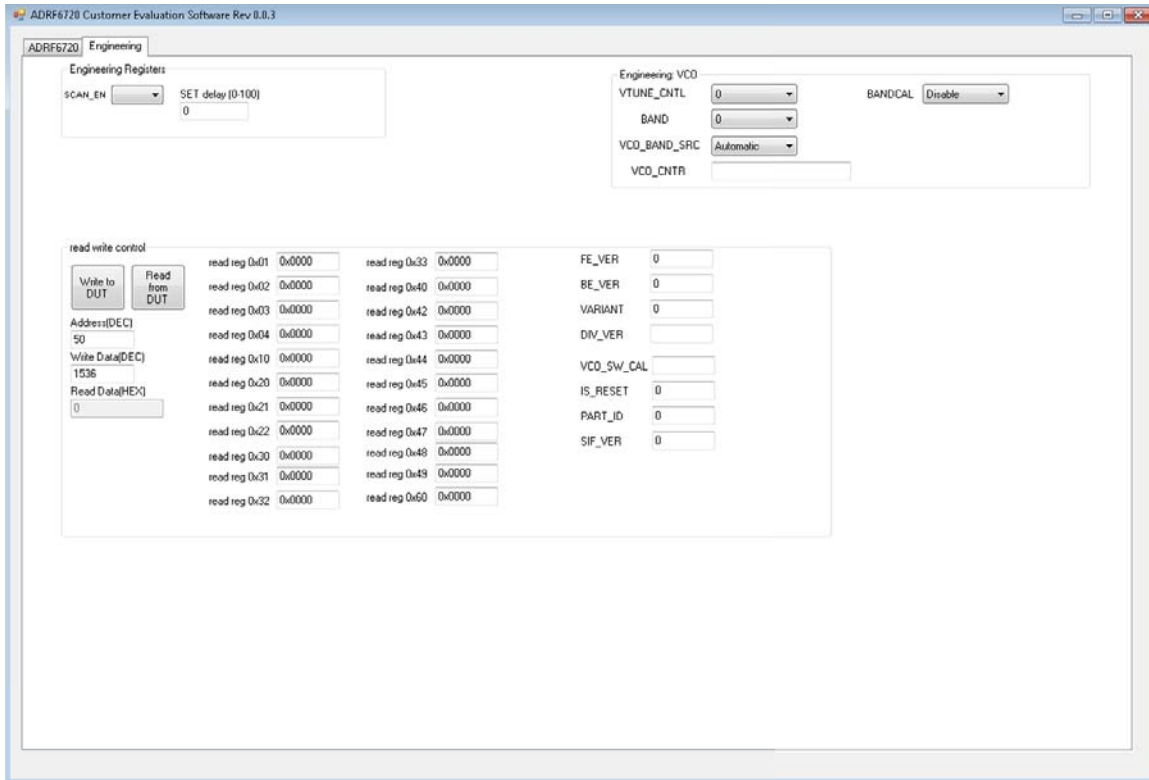 ADRF6720 Customer Evaluation Software Rev 0.0.3
ADRF6720 Engineering
Engineering Registers
SCAN_EN SET delay (0-100)
0
Engineering: VCO
VTUNE_CNTL 0 BANDCAL Disable
BAND 0
VCO_BAND_SRC Automatic
VCO_CNTR
read write control
Write to DUT
Read from DUT
Address(DEC)
50
Write Data(DEC)
1536
Read Data(HEX)
0
read reg 0x01 0x0000
read reg 0x02 0x0000
read reg 0x03 0x0000
read reg 0x04 0x0000
read reg 0x10 0x0000
read reg 0x20 0x0000
read reg 0x21 0x0000
read reg 0x22 0x0000
read reg 0x30 0x0000
read reg 0x31 0x0000
read reg 0x32 0x0000
read reg 0x33 0x0000
read reg 0x40 0x0000
read reg 0x42 0x0000
read reg 0x43 0x0000
read reg 0x44 0x0000
read reg 0x45 0x0000
read reg 0x46 0x0000
read reg 0x47 0x0000
read reg 0x48 0x0000
read reg 0x49 0x0000
read reg 0x60 0x0000
FE_VER 0
BE_VER 0
VARIANT 0
DIV_VER
VCO_SW_CAL
IS_RESET 0
PART_ID 0
SIF_VER 0